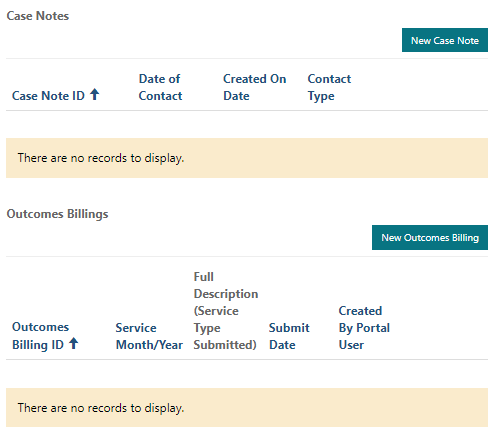 Case Notes
New Case Note
Case Note ID
Date of
Contact
Created On
Date
Contact
Type
There are no records to display.
Outcomes Billings
New Outcomes Billing
Outcomes
Billing ID
Service
Month/Year
Full
Description
(Service
Type
Submitted)
Submit
Date
Created
By Portal
User
There are no records to display.